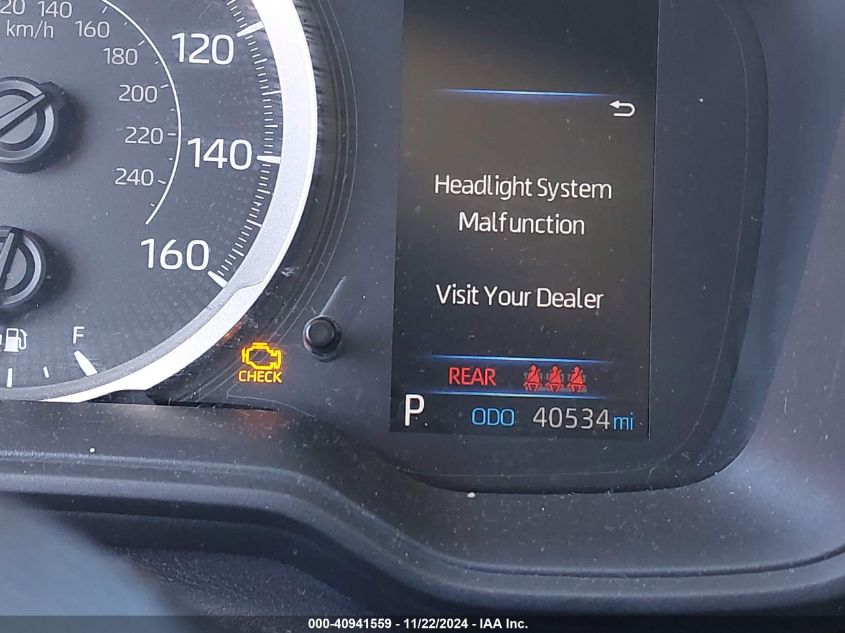 120 140
km/h 160
120
180
200
220
140
240
160
F
CHECK
Headlight System
Malfunction
Visit Your Dealer
REAR
P ODO 40534 mi
000-40941559 - 11/22/2024 - IAA Inc.